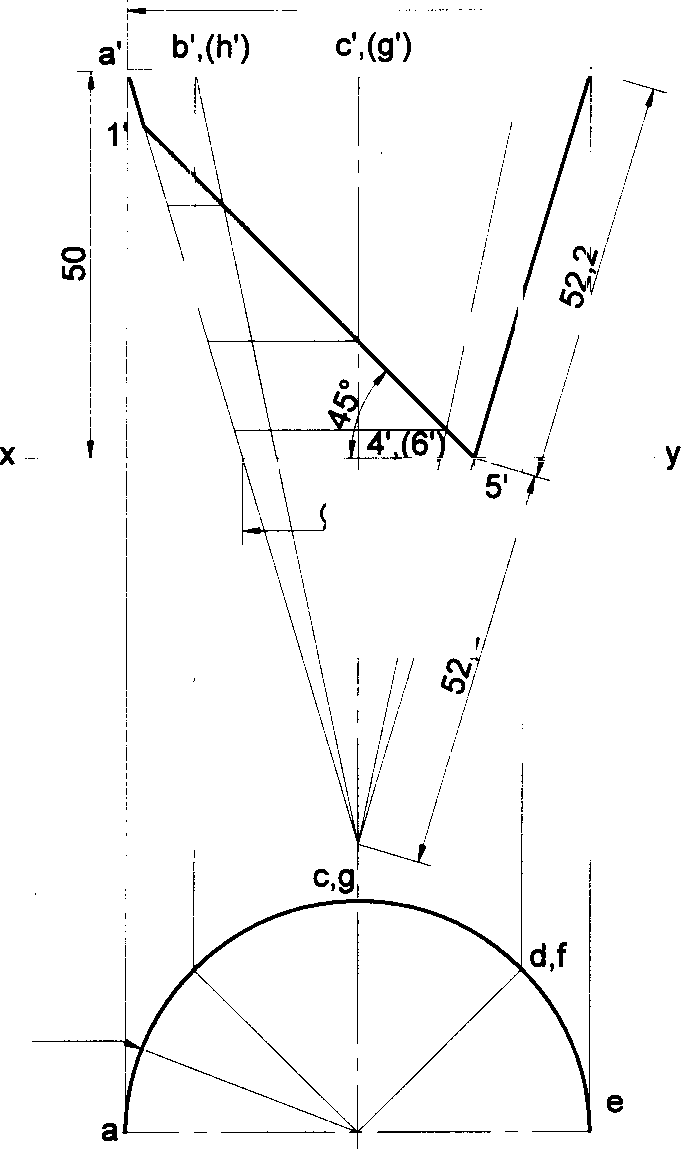 a' b',(h') c',(g')
1'
50
52,2
45°
4',(6')
x y
5'
52,
c,g
d,f
a e